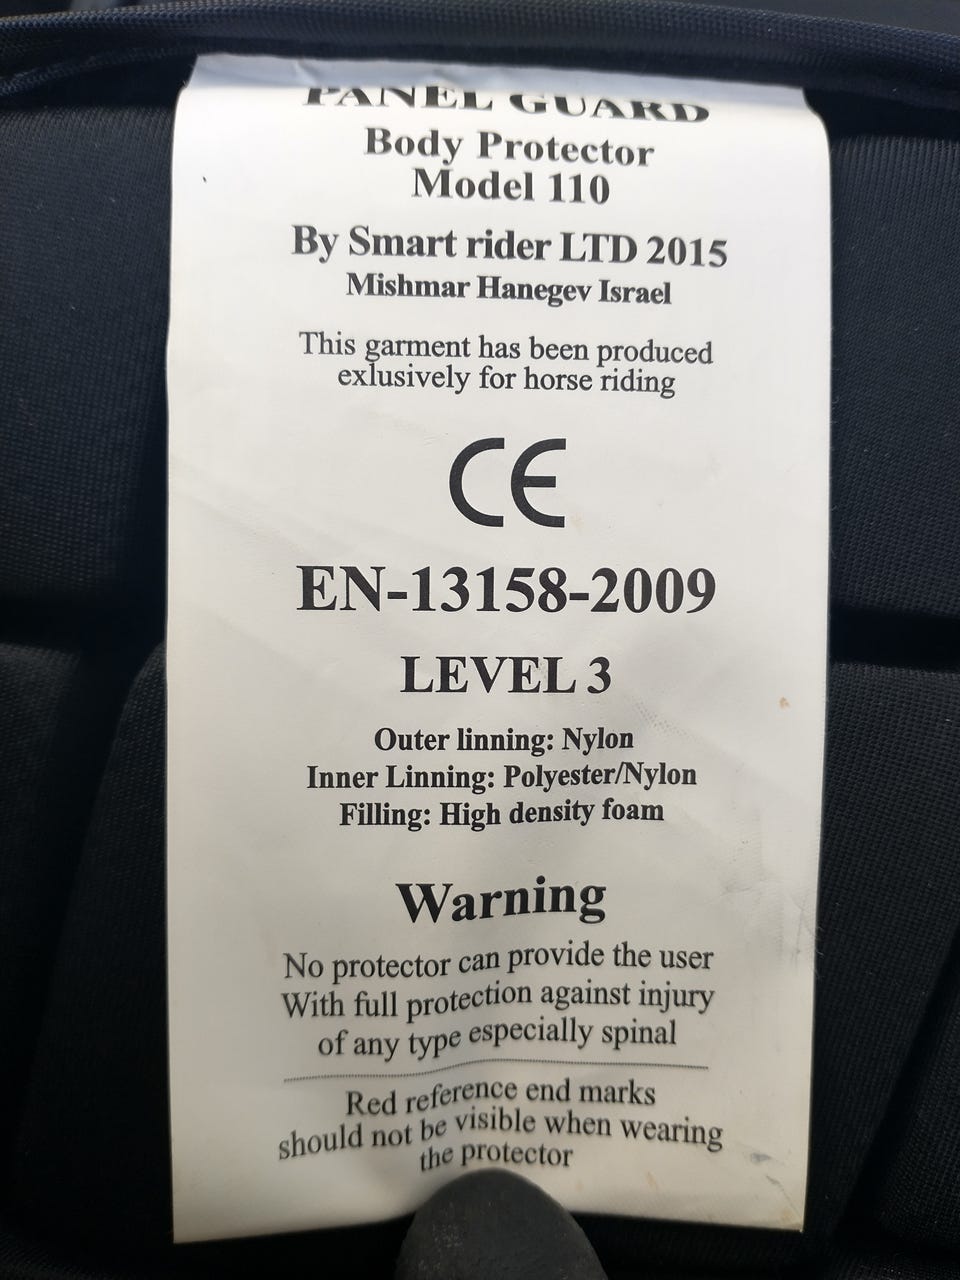 PANEL GUARD
Body Protector
Model 110
By Smart rider LTD 2015
Mishmar Hanegev Israel
This garment has been produced
exlusively for horse riding
CE
EN-13158-2009
LEVEL 3
Outer linning: Nylon
Inner Linning: Polyester/Nylon
Filling: High density foam
Warning
No protector can provide the user
With full protection against injury
of any type especially spinal
Red reference end marks
should not be visible when wearing
the protector